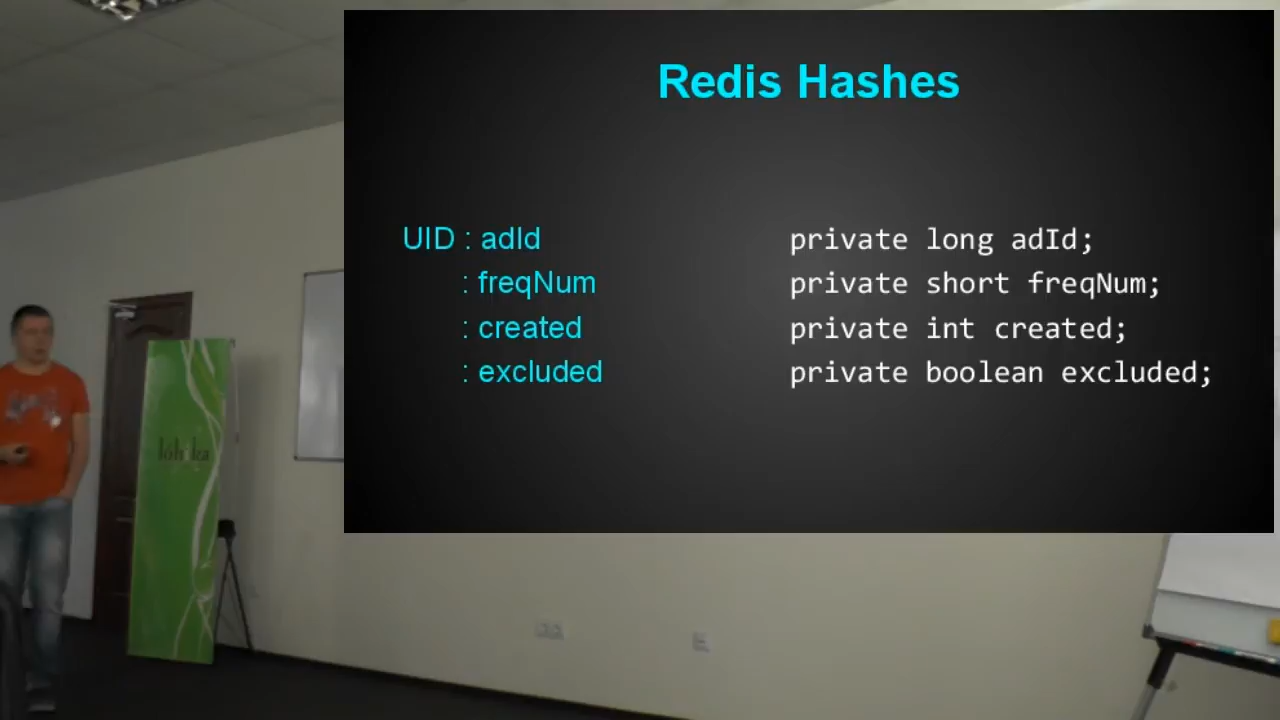 Redis Hashes
UID : adId
: freqNum
: created
: excluded
private long adId;
private short freqNum;
private int created;
private boolean excluded;
lohika